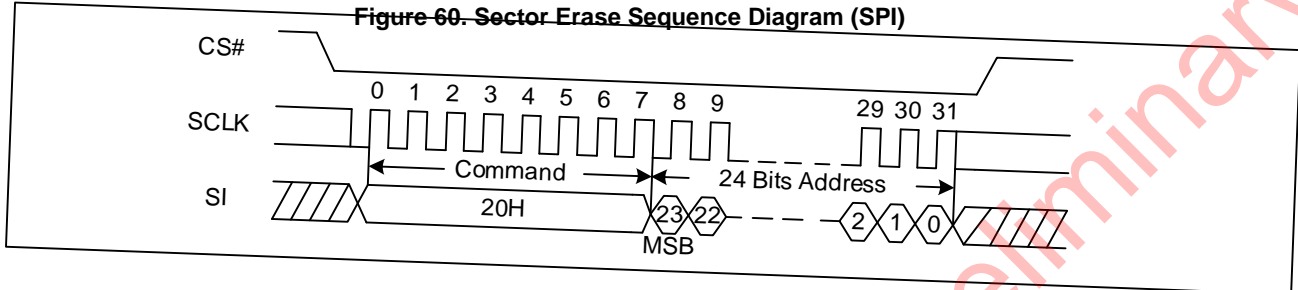 Figure 60. Sector Erase Sequence Diagram (SPI)
CS#
0 1 2 3 4 5 6 7 8 9 29 30 31
SCLK
Command 24 Bits Address
SI 20H 23 22 2 1 0
MSB